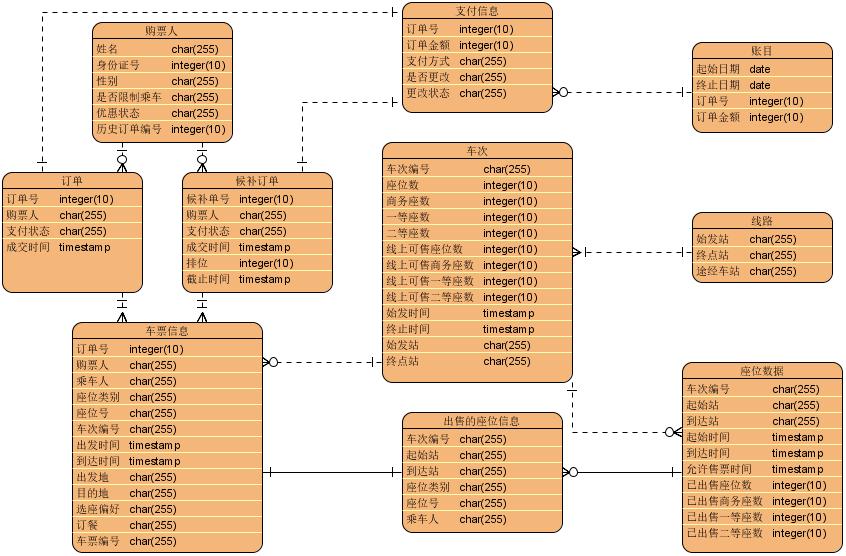 购票人
姓名 char(255)
身份证号 integer(10)
性别 char(255)
是否限制乘车 char(255)
优惠状态 char(255)
历史订单编号 integer(10)
支付信息
订单号 integer(10)
订单金额 integer(10)
支付方式 char(255)
是否更改 char(255)
更改状态 char(255)
账目
起始日期 date
终止日期 date
订单号 integer(10)
订单金额 integer(10)
订单
订单号 integer(10)
购票人 char(255)
支付状态 char(255)
成交时间 timestamp
候补订单
候补单号 integer(10)
购票人 char(255)
支付状态 char(255)
成交时间 timestamp
排位 integer(10)
截止时间 timestamp
车次
车次编号 char(255)
座位数 integer(10)
商务座数 integer(10)
一等座数 integer(10)
二等座数 integer(10)
线上可售座位数 integer(10)
线上可售商务座数 integer(10)
线上可售一等座数 integer(10)
线上可售二等座数 integer(10)
始发时间 timestamp
终止时间 timestamp
始发站 char(255)
终点站 char(255)
线路
始发站 char(255)
终点站 char(255)
途经车站 char(255)
车票信息
订单号 integer(10)
购票人 char(255)
乘车人 char(255)
座位类别 char(255)
座位号 char(255)
车次编号 char(255)
出发时间 timestamp
到达时间 timestamp
出发地 char(255)
目的地 char(255)
选座偏好 char(255)
订餐 char(255)
车票编号 char(255)
出售的座位信息
车次编号 char(255)
起始站 char(255)
到达站 char(255)
座位类别 char(255)
座位号 char(255)
乘车人 char(255)
座位数据
车次编号 char(255)
起始站 char(255)
到达站 char(255)
起始时间 timestamp
到达时间 timestamp
允许售票时间 timestamp
已出售座位数 integer(10)
已出售商务座数 integer(10)
已出售一等座数 integer(10)
已出售二等座数 integer(10)